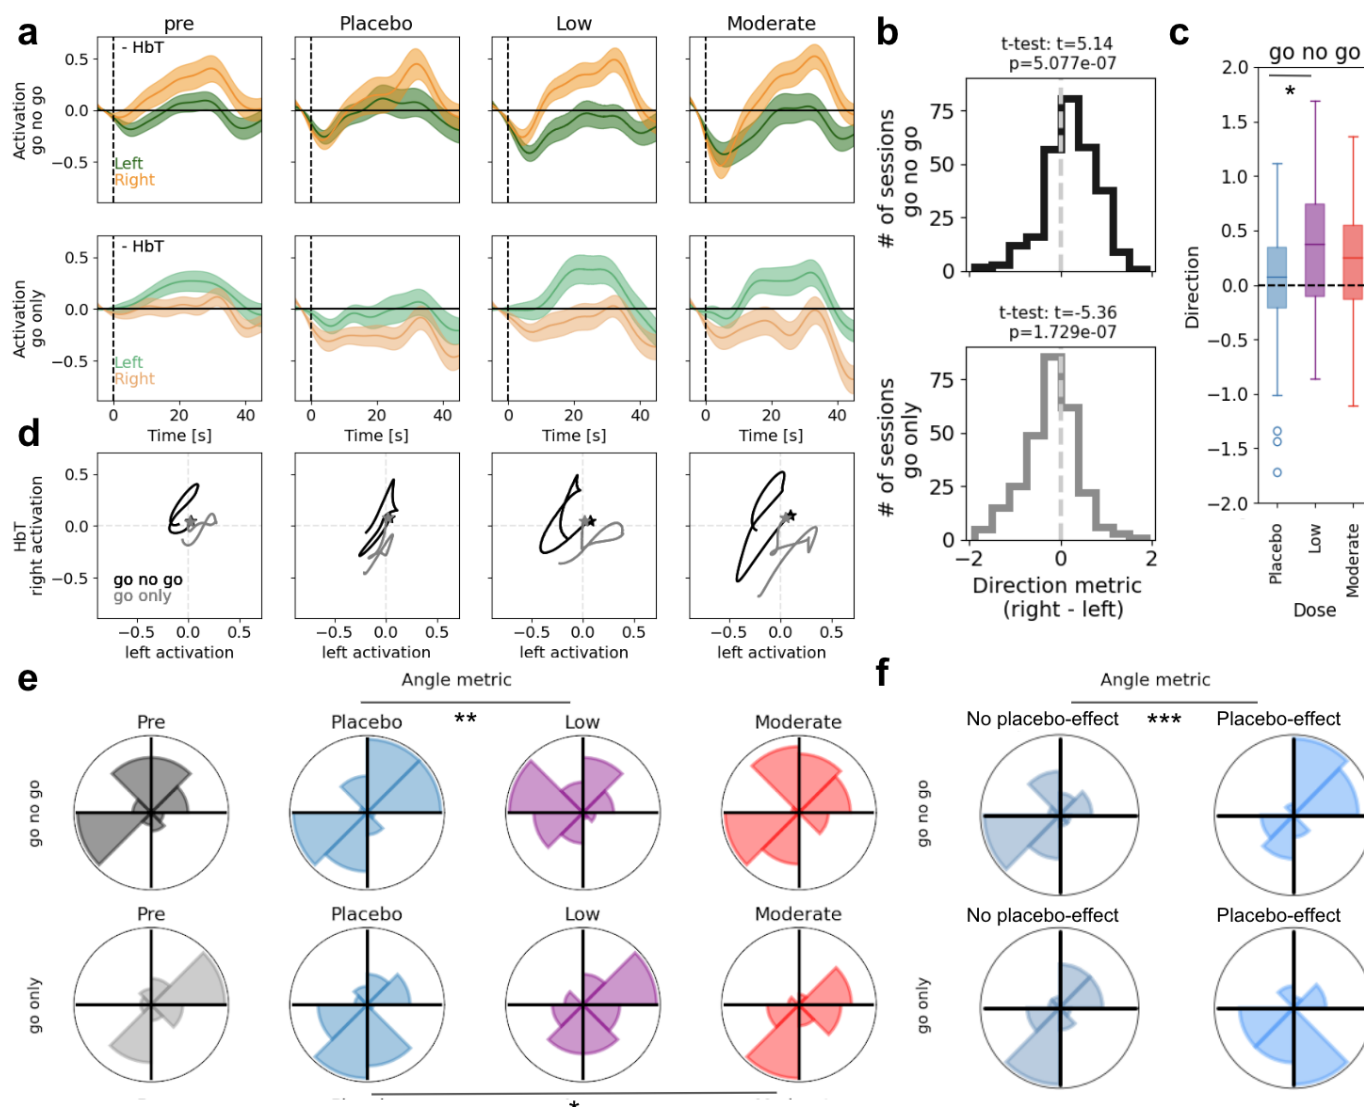 a
pre
Placebo
Low
Moderate
b
c
- HbT
Activation
go no go
0.5
0.0
−0.5
Left
Right
- HbT
Activation
go only
0.5
0.0
−0.5
Left
Right
0 20 40
0 20 40
0 20 40
0 20 40
Time [s]
Time [s]
Time [s]
Time [s]
t-test: t=5.14
p=5.077e-07
# of sessions
go no go
75
50
25
0
t-test: t=-5.36
p=1.729e-07
# of sessions
go only
75
50
25
0
−2 0 2
Direction metric
(right - left)
go no go
*
Direction
2.0
1.5
1.0
0.5
0.0
−0.5
−1.0
−1.5
−2.0
Placebo
Low
Moderate
Dose
d
HbT
right activation
0.5
0.0
−0.5
go no go
go only
−0.5 0.0 0.5
−0.5 0.0 0.5
−0.5 0.0 0.5
−0.5 0.0 0.5
left activation
left activation
left activation
left activation
e
Angle metric
**
Pre
Placebo
Low
Moderate
go no go
Pre
Placebo
Low
Moderate
go only
*
f
Angle metric
***
No placebo-effect
Placebo-effect
go no go
No placebo-effect
Placebo-effect
go only